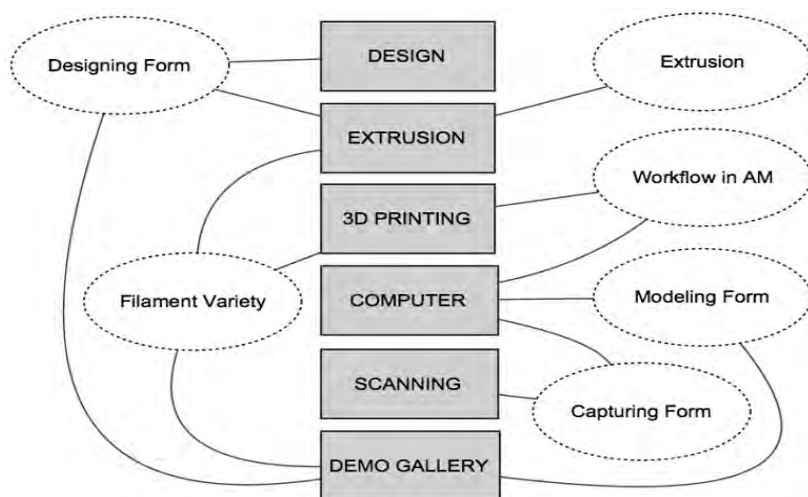 DESIGN
Designing Form
Extrusion
EXTRUSION
Workflow in AM
3D PRINTING
Filament Variety
COMPUTER
Modeling Form
SCANNING
Capturing Form
DEMO GALLERY